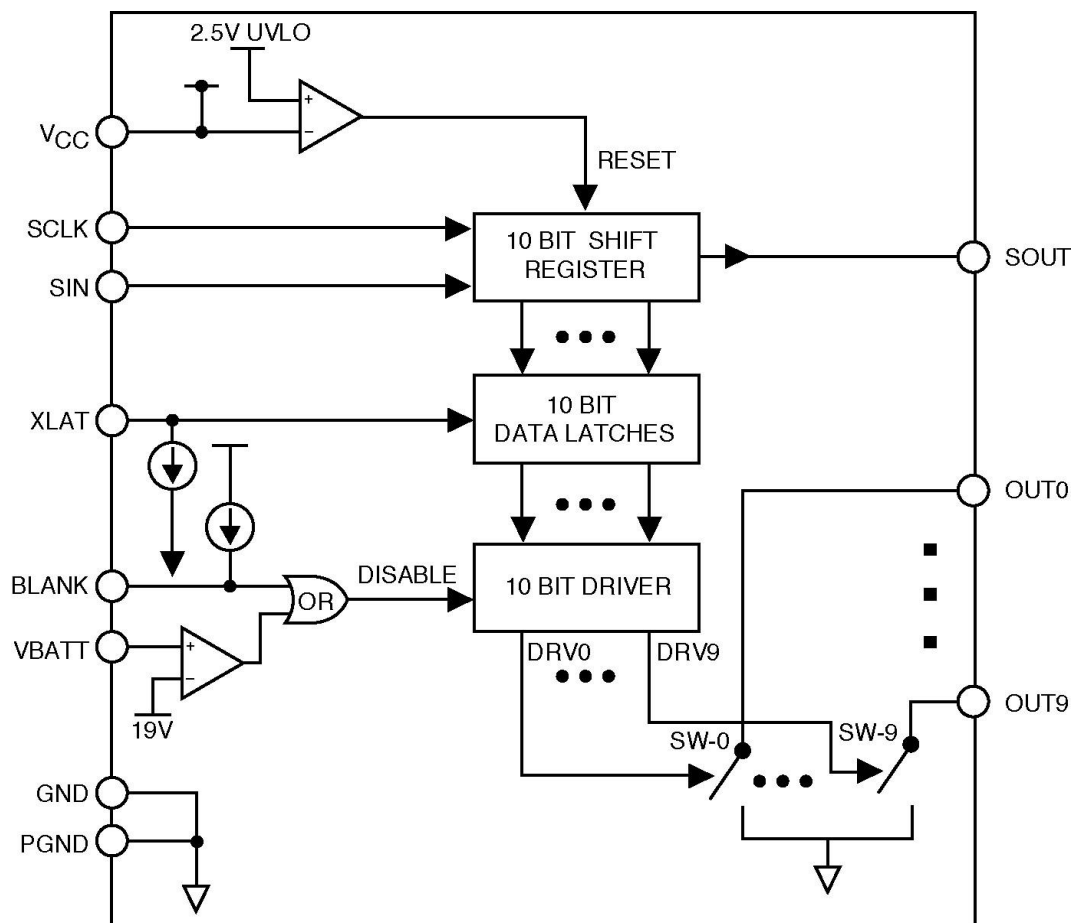 2.5V UVLO
+
−
VCC
RESET
SCLK
10 BIT SHIFT
REGISTER
SOUT
SIN
XLAT
10 BIT
DATA LATCHES
OUT0
BLANK
OR
DISABLE
10 BIT DRIVER
VBATT
+
−
DRV0
DRV9
19V
SW-0
SW-9
OUT9
GND
PGND